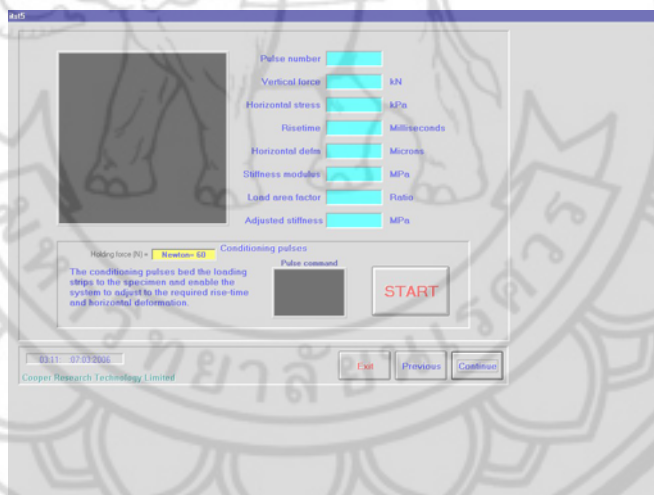 itst5
Pulse number
Vertical force kN
Horizontal stress kPa
Risetime Milliseconds
Horizontal defm Microns
Stiffness modulus MPa
Load area factor Ratio
Adjusted stiffness MPa
Conditioning pulses
Holding force (N) = Newton= 60
Pulse command
The conditioning pulses bed the loading
strips to the specimen and enable the
system to adjust to the required rise-time
and horizontal deformation.
START
03:11 07:03:2006
Cooper Research Technology Limited
Exit Previous Continue